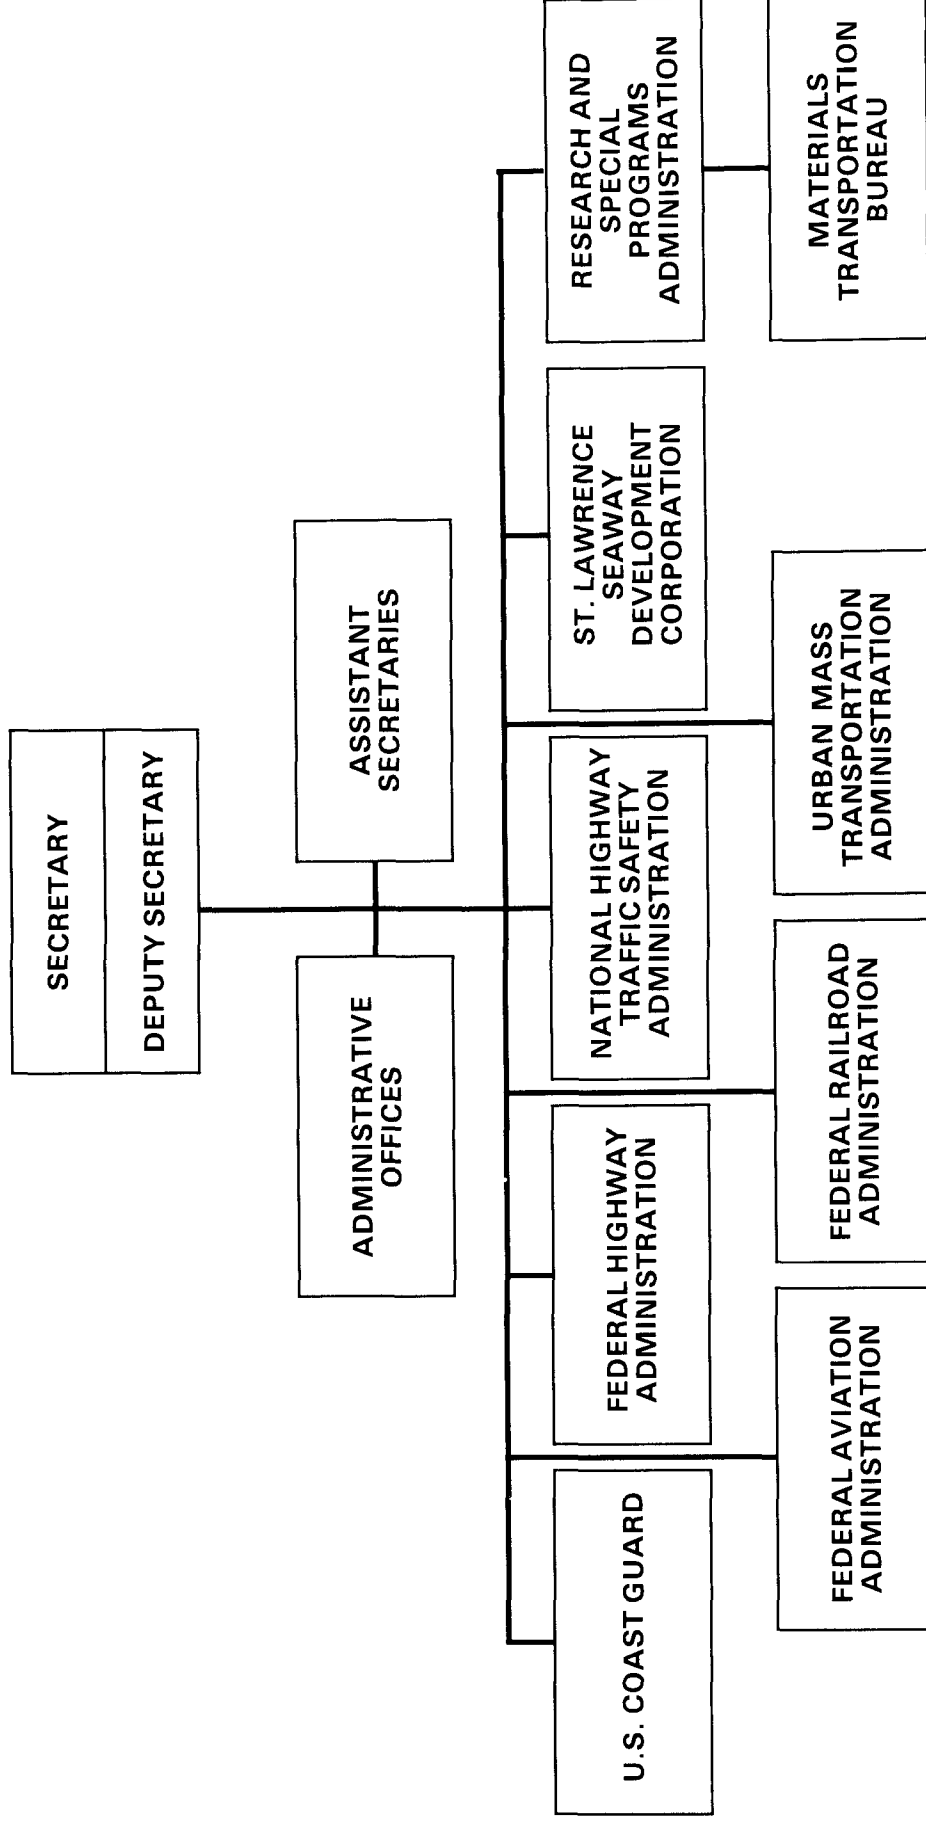 SECRETARY
DEPUTY SECRETARY
ADMINISTRATIVE
OFFICES
ASSISTANT
SECRETARIES
U.S. COAST GUARD
FEDERAL HIGHWAY
ADMINISTRATION
NATIONAL HIGHWAY
TRAFFIC SAFETY
ADMINISTRATION
ST. LAWRENCE
SEAWAY
DEVELOPMENT
CORPORATION
RESEARCH AND
SPECIAL
PROGRAMS
ADMINISTRATION
FEDERAL AVIATION
ADMINISTRATION
FEDERAL RAILROAD
ADMINISTRATION
URBAN MASS
TRANSPORTATION
ADMINISTRATION
MATERIALS
TRANSPORTATION
BUREAU